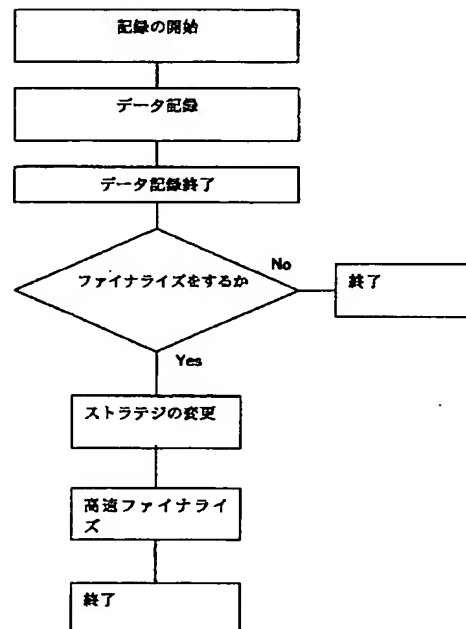 記録の開始
データ記録
データ記録終了
ファイナライズをするか
No
終了
Yes
ストラテジの変更
高速ファイナライ
ズ
終了